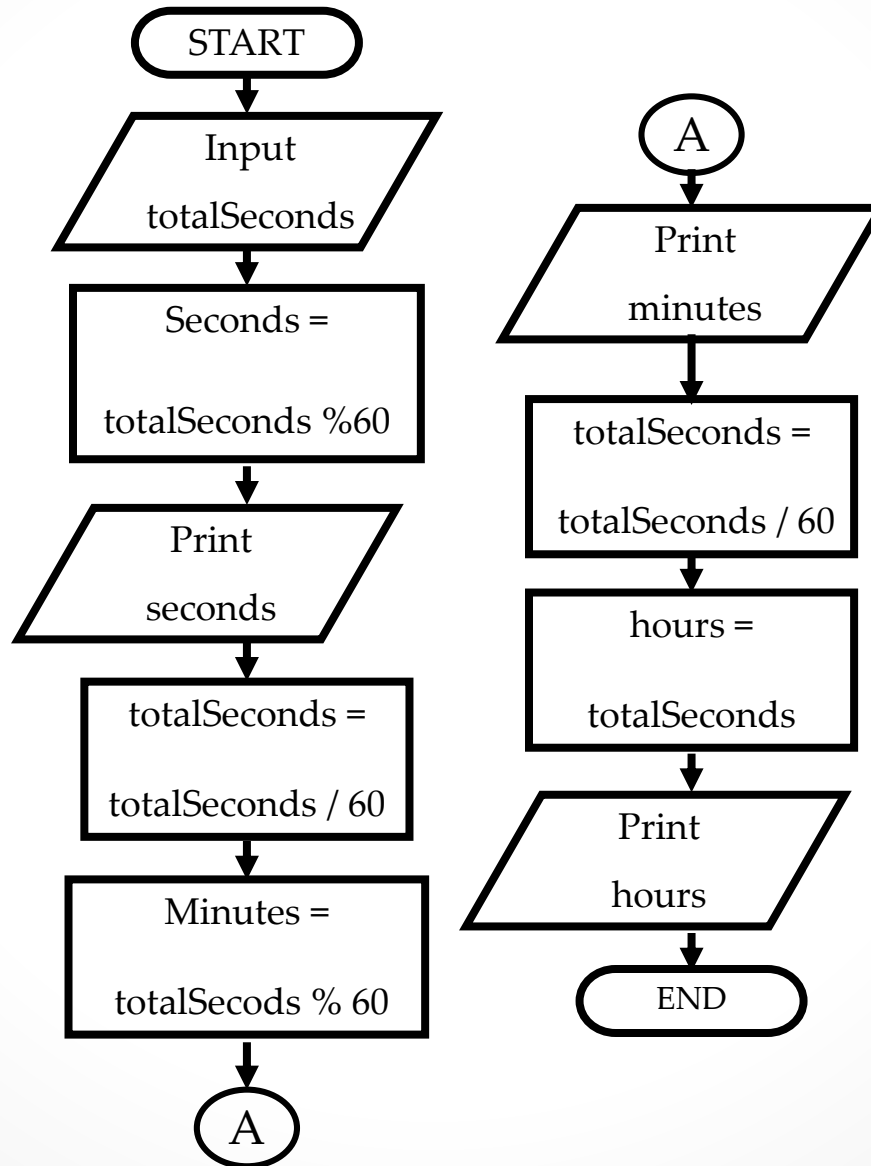 START
Input
totalSeconds
Seconds =
totalSeconds %60
Print
seconds
totalSeconds =
totalSeconds / 60
Minutes =
totalSecods % 60
A
A
Print
minutes
totalSeconds =
totalSeconds / 60
hours =
totalSeconds
Print
hours
END